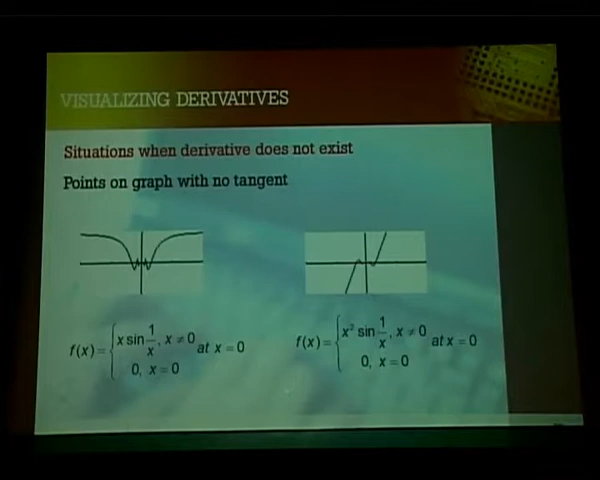 VISUALIZING DERIVATIVES
Situations when derivative does not exist
Points on graph with no tangent
f(x) = { x sin 1/x, x ≠ 0
0, x = 0 at x = 0
f(x) = { x² sin 1/x, x ≠ 0
0, x = 0 at x = 0